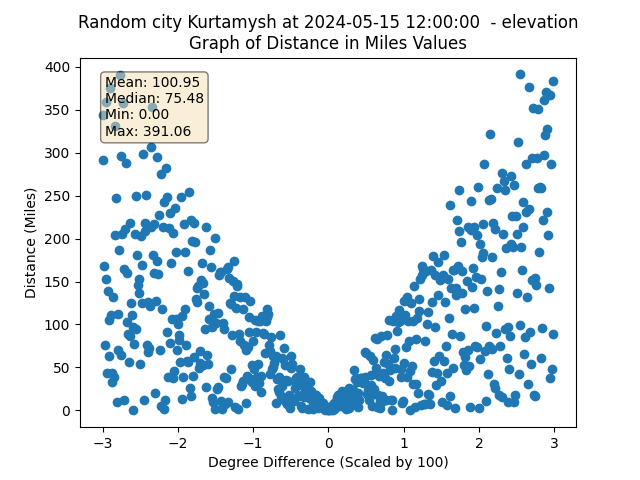 Random city Kurtamysh at 2024-05-15 12:00:00  - elevation
Graph of Distance in Miles Values
Mean: 100.95
Median: 75.48
Min: 0.00
Max: 391.06
400
350
300
250
200
150
100
50
0
Distance (Miles)
−3 −2 −1 0 1 2 3
Degree Difference (Scaled by 100)